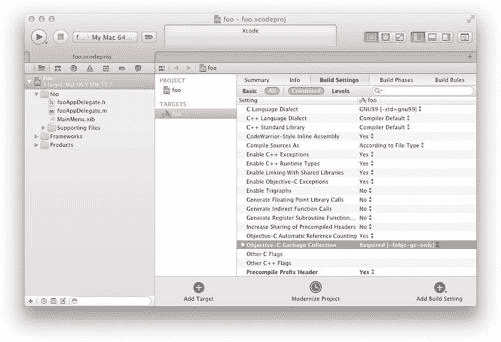 foo – foo.xcodeproj
f... My Mac 64...
Xcode
foo.xcodeproj
foo
foo
fooAppDelegate.h
fooAppDelegate.m
MainMenu.xib
Supporting Files
Frameworks
Products
foo
PROJECT
foo
TARGETS
foo
Summary Info Build Settings Build Phases Build Rules
Basic All Combined Levels
Setting foo
C Language Dialect GNU99 [-std=gnu99]
C++ Language Dialect Compiler Default
C++ Standard Library Compiler Default
CodeWarrior-Style Inline Assembly Yes
Compile Sources As According to File Type
Enable C++ Exceptions Yes
Enable C++ Runtime Types Yes
Enable Linking With Shared Libraries Yes
Enable Objective-C Exceptions Yes
Enable Trigraphs No
Generate Floating Point Library Calls No
Generate Indirect Function Calls No
Generate Register Subroutine Function... No
Increase Sharing of Precompiled Headers No
Objective-C Automatic Reference Counting Yes
Objective-C Garbage Collection Required [-fobjc-gc-only]
Other C Flags
Other C++ Flags
Precompile Prefix Header Yes
Add Target Modernize Project Add Build Setting